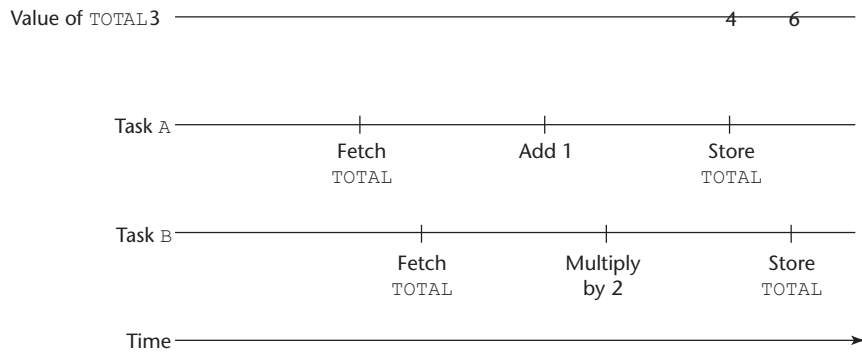 Value of TOTAL 3 4 6
Task A
Fetch TOTAL
Add 1
Store TOTAL
Task B
Fetch TOTAL
Multiply by 2
Store TOTAL
Time